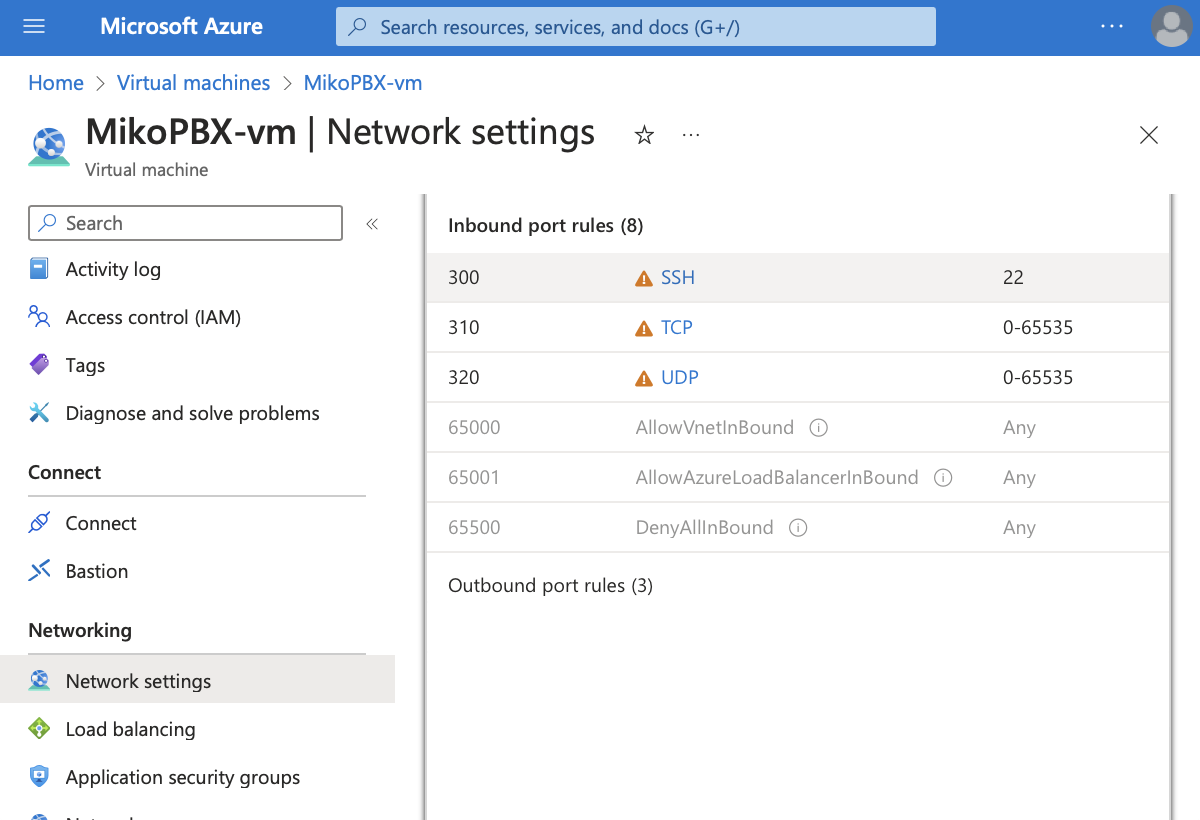 Microsoft Azure
Search resources, services, and docs (G+/)
Home > Virtual machines > MikoPBX-vm
MikoPBX-vm | Network settings
Virtual machine
Search
Activity log
Access control (IAM)
Tags
Diagnose and solve problems
Connect
Connect
Bastion
Networking
Network settings
Load balancing
Application security groups
Inbound port rules (8)
300 SSH 22
310 TCP 0-65535
320 UDP 0-65535
65000 AllowVnetInBound Any
65001 AllowAzureLoadBalancerInBound Any
65500 DenyAllInBound Any
Outbound port rules (3)